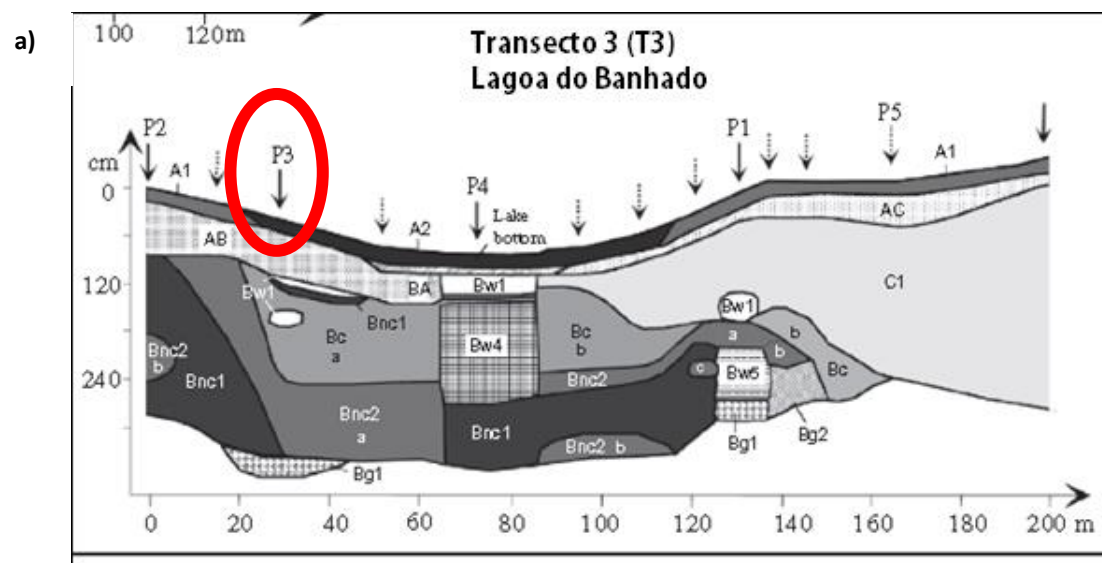 a)
100 120m
Transecto 3 (T3)
Lagoa do Banhado
P2
P3
P1
P5
cm
A1
P4
A1
0
Lake
bottom
A2
AB
AC
120
Bw1
BA
Bw1
C1
Bnc1
Bw1
Bc
a
Bw4
Bc
b
a
b
b
Bnc2
b
Bnc1
Bnc2
c
Bw5
Bc
240
Bnc2
a
Bnc1
Bnc2 b
Bg1
Bg2
Bg1
0 20 40 60 80 100 120 140 160 200 m